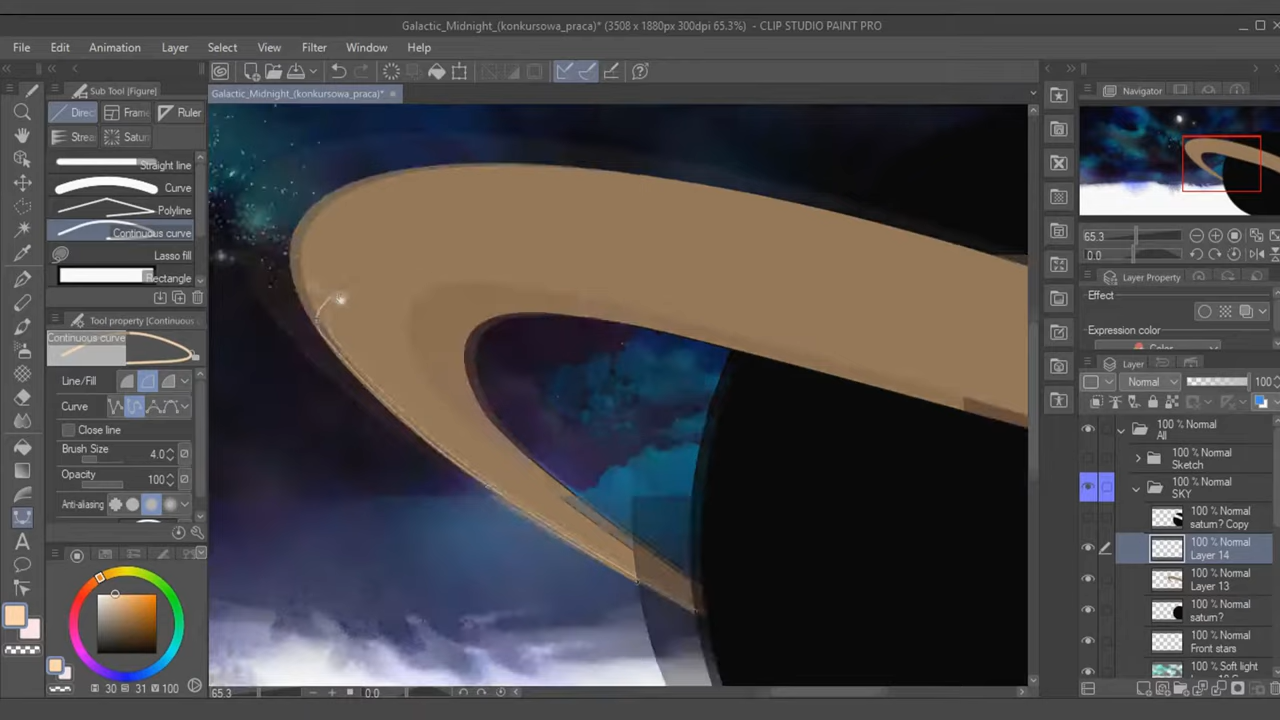 Galactic_Midnight_(konkursowa_praca)* (3508 x 1880px 300dpi 65.3%)  - CLIP STUDIO PAINT PRO
File Edit Animation Layer Select View Filter Window Help
Sub Tool [Figure]
Galactic_Midnight_(konkursowa_praca)*
Navigator
Direc Frame Ruler
Strea Satur
Straight line
Curve
Polyline
Continuous curve
Lasso fill
Rectangle
65.3
0.0
Layer Property
Effect
Expression color
Color
Tool property [Continuous
Continuous curve
Line/Fill
Curve
Close line
Brush Size 4.0
Opacity 100
Anti-aliasing
Layer
Normal 100
100 % Normal
All
100 % Normal
Sketch
100 % Normal
SKY
100 % Normal
saturn? Copy
100 % Normal
Layer 14
100 % Normal
Layer 13
100 % Normal
saturn?
100 % Normal
Front stars
100 % Soft light
30 31 100
65.3 0.0